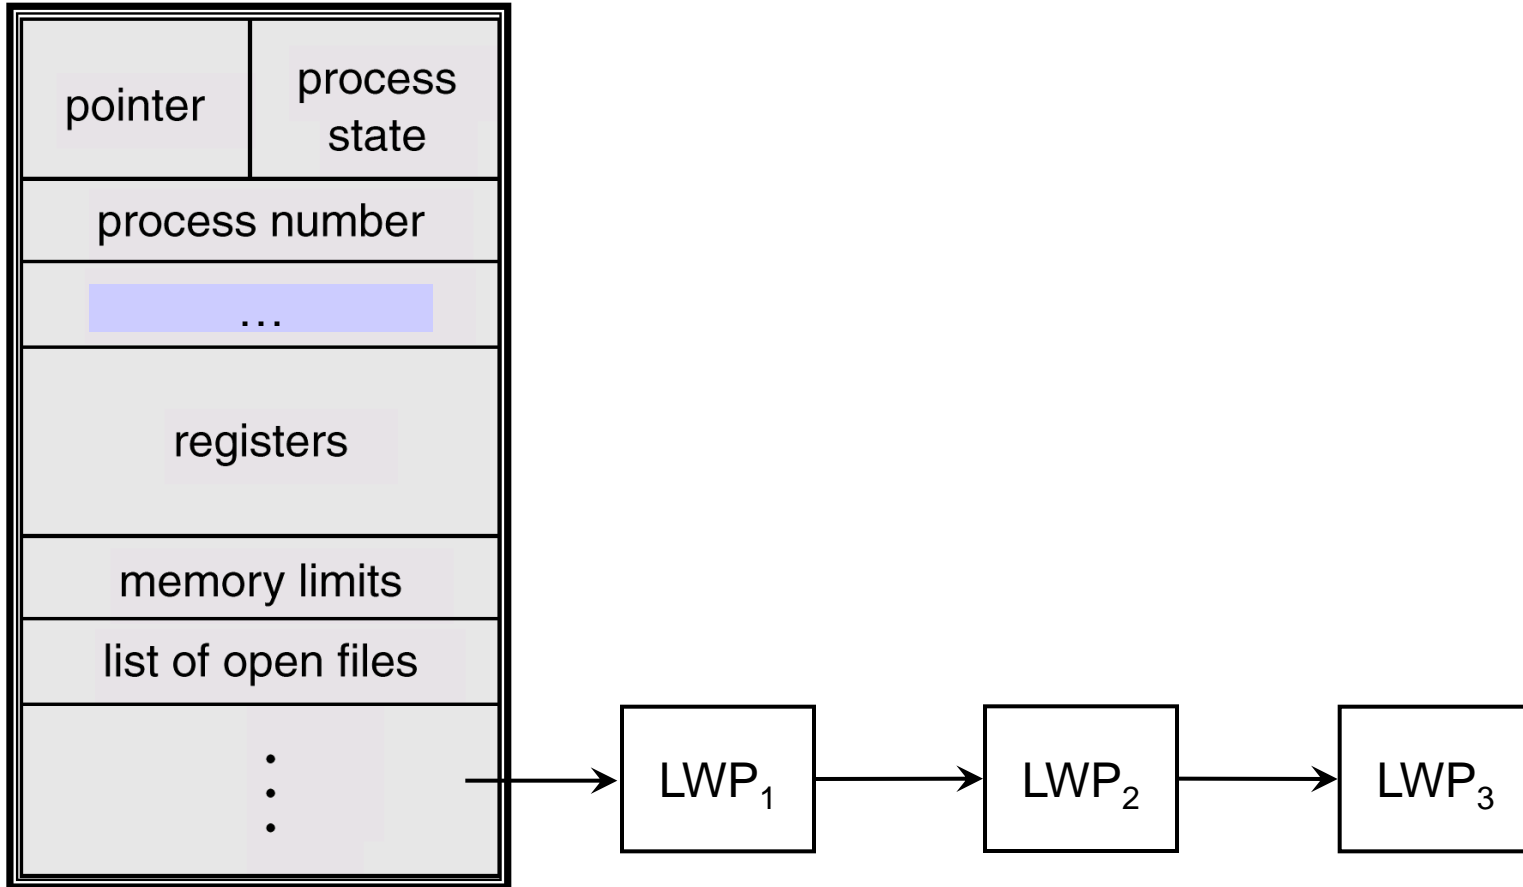 pointer
process
state
process number
…
registers
memory limits
list of open files
LWP₁
LWP₂
LWP₃